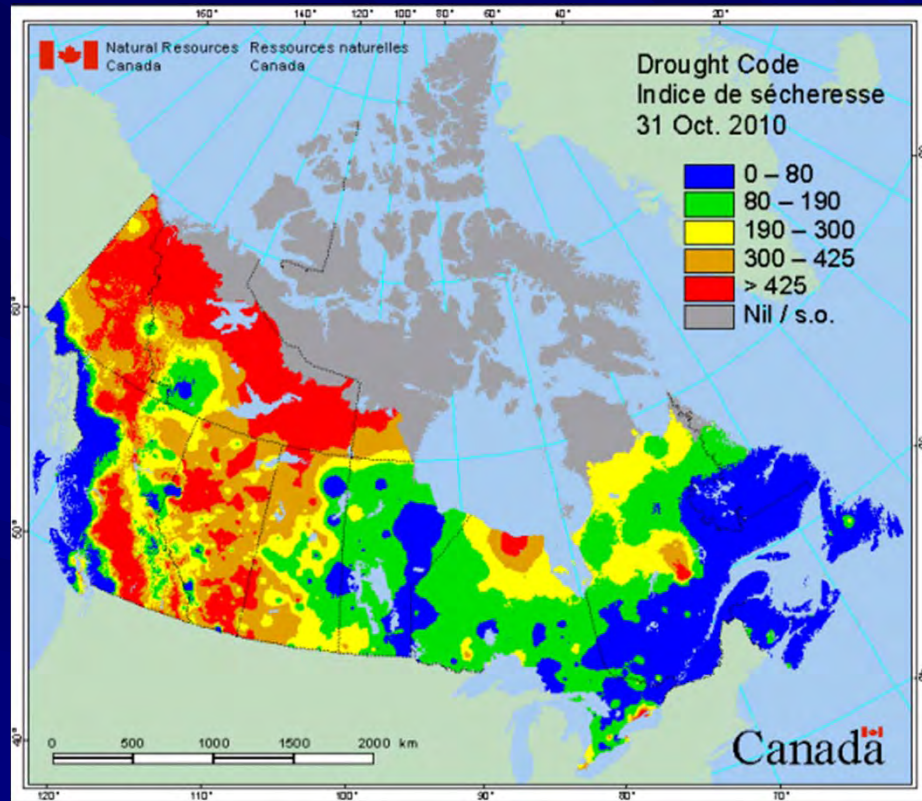 160° 140° 120° 100° 80° 60° 40° 20°
Natural Resources Ressources naturelles
Canada Canada
Drought Code
Indice de sécheresse
31 Oct. 2010
0 – 80
80 – 190
190 – 300
300 – 425
> 425
Nil / s.o.
60°
50°
40°
0 500 1000 1500 2000 km
Canada
120° 110° 100° 90° 80° 70°